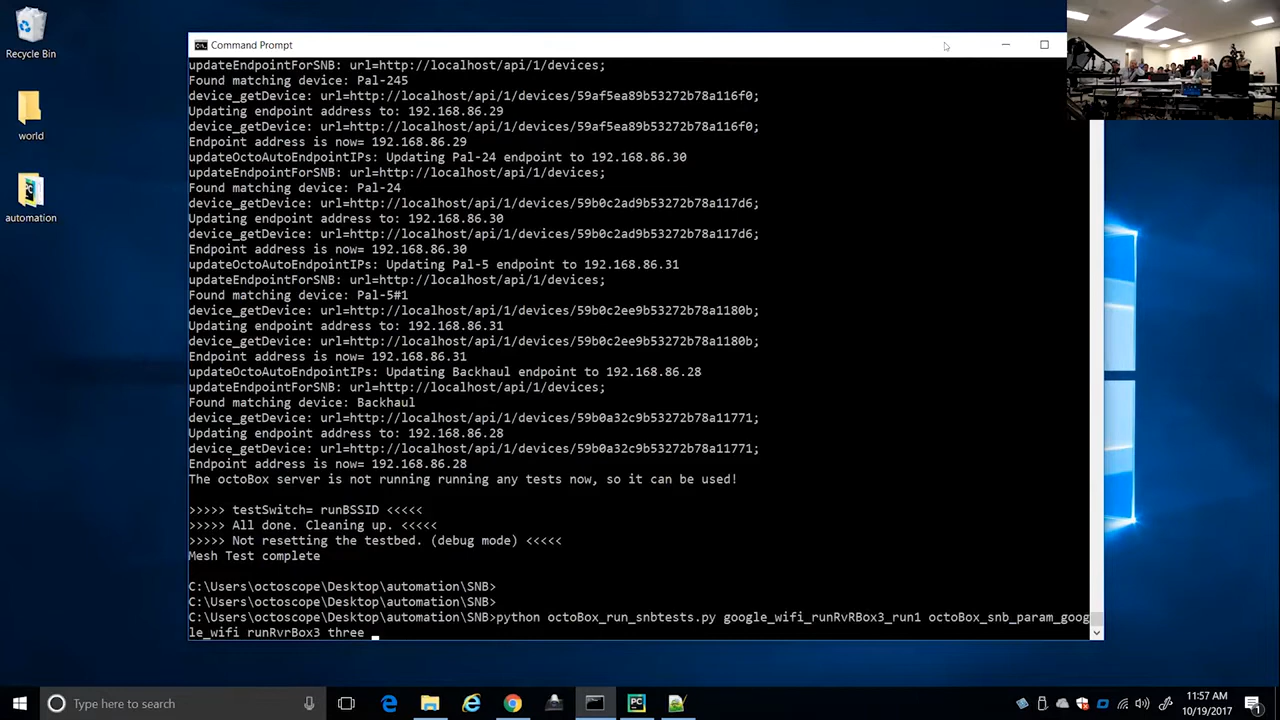 Recycle Bin
world
automation
Command Prompt
updateEndpointForSNB: url=http://localhost/api/1/devices;
Found matching device: Pal-245
device_getDevice: url=http://localhost/api/1/devices/59af5ea89b53272b78a116f0;
Updating endpoint address to: 192.168.86.29
device_getDevice: url=http://localhost/api/1/devices/59af5ea89b53272b78a116f0;
Endpoint address is now= 192.168.86.29
updateOctoAutoEndpointIPs: Updating Pal-24 endpoint to 192.168.86.30
updateEndpointForSNB: url=http://localhost/api/1/devices;
Found matching device: Pal-24
device_getDevice: url=http://localhost/api/1/devices/59b0c2ad9b53272b78a117d6;
Updating endpoint address to: 192.168.86.30
device_getDevice: url=http://localhost/api/1/devices/59b0c2ad9b53272b78a117d6;
Endpoint address is now= 192.168.86.30
updateOctoAutoEndpointIPs: Updating Pal-5 endpoint to 192.168.86.31
updateEndpointForSNB: url=http://localhost/api/1/devices;
Found matching device: Pal-5#1
device_getDevice: url=http://localhost/api/1/devices/59b0c2ee9b53272b78a1180b;
Updating endpoint address to: 192.168.86.31
device_getDevice: url=http://localhost/api/1/devices/59b0c2ee9b53272b78a1180b;
Endpoint address is now= 192.168.86.31
updateOctoAutoEndpointIPs: Updating Backhaul endpoint to 192.168.86.28
updateEndpointForSNB: url=http://localhost/api/1/devices;
Found matching device: Backhaul
device_getDevice: url=http://localhost/api/1/devices/59b0a32c9b53272b78a11771;
Updating endpoint address to: 192.168.86.28
device_getDevice: url=http://localhost/api/1/devices/59b0a32c9b53272b78a11771;
Endpoint address is now= 192.168.86.28
The octoBox server is not running running any tests now, so it can be used!
>>>>> testSwitch= runBSSID <<<<<
>>>>> All done. Cleaning up. <<<<<
>>>>> Not resetting the testbed. (debug mode) <<<<<
Mesh Test complete
C:\Users\octoscope\Desktop\automation\SNB>
C:\Users\octoscope\Desktop\automation\SNB>
C:\Users\octoscope\Desktop\automation\SNB>python octoBox_run_snbtests.py google_wifi_runRvRBox3_run1 octoBox_snb_param_goog
le_wifi runRvrBox3 three
Type here to search
11:57 AM
10/19/2017